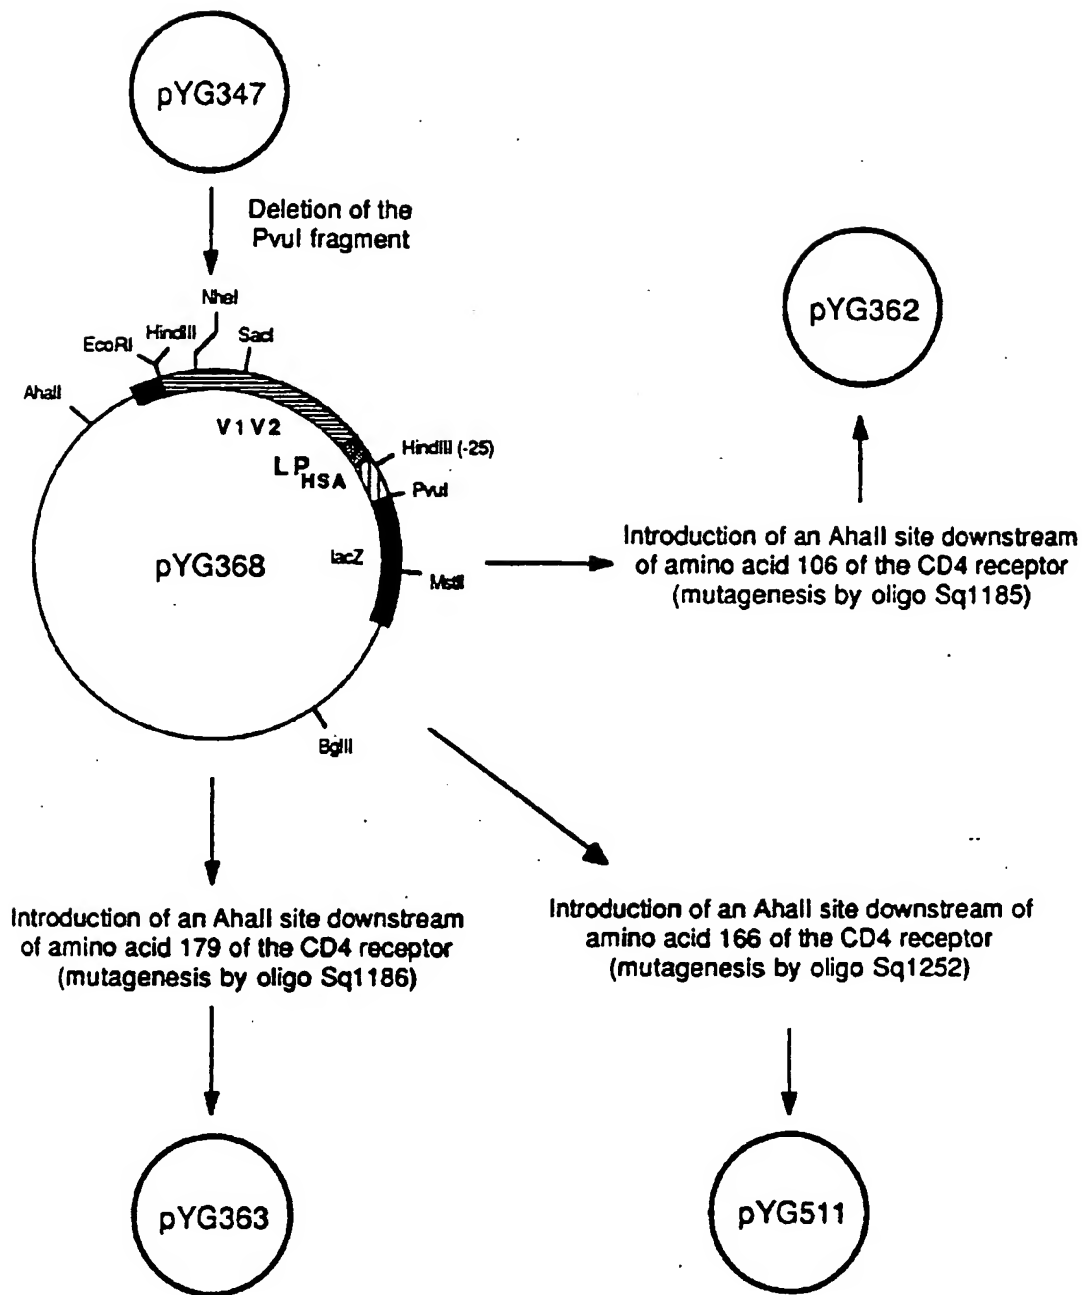 pYG347
Deletion of the
PvuI fragment
NheI
HindIII
SacI
EcoRI
AhaII
pYG362
V1V2
HindIII (-25)
LP HSA
PvuI
Introduction of an AhaII site downstream
of amino acid 106 of the CD4 receptor
(mutagenesis by oligo Sq1185)
pYG368
lacZ
MstII
BglII
Introduction of an AhaII site downstream
of amino acid 179 of the CD4 receptor
(mutagenesis by oligo Sq1186)
Introduction of an AhaII site downstream of
amino acid 166 of the CD4 receptor
(mutagenesis by oligo Sq1252)
pYG363
pYG511